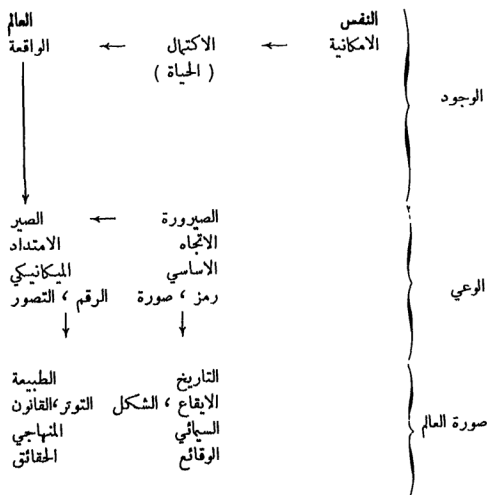 النفس العالم
الامكانية ← الاكتمال ← الواقعة
( الحياة )
الوجود
الصيرورة ← الصير
الاتجاه الامتداد
الاساسي الميكانيكي
الوعي
رمز ، صورة الرقم ، التصور
التاريخ الطبيعة
الايقاع ، الشكل التوتر ،القانون
صورة العالم
السيمائي المنهاجي
الوقائع الحقائق